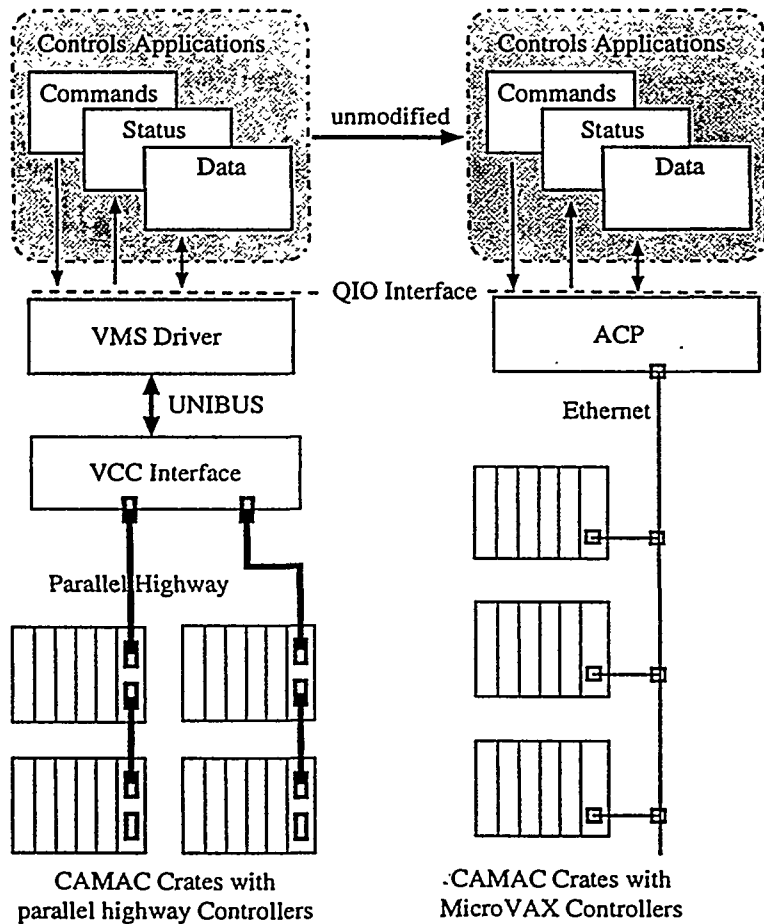 Controls Applications
Commands
Status
Data
unmodified
Controls Applications
Commands
Status
Data
QIO Interface
VMS Driver
ACP
UNIBUS
Ethernet
VCC Interface
Parallel Highway
CAMAC Crates with
parallel highway Controllers
CAMAC Crates with
MicroVAX Controllers